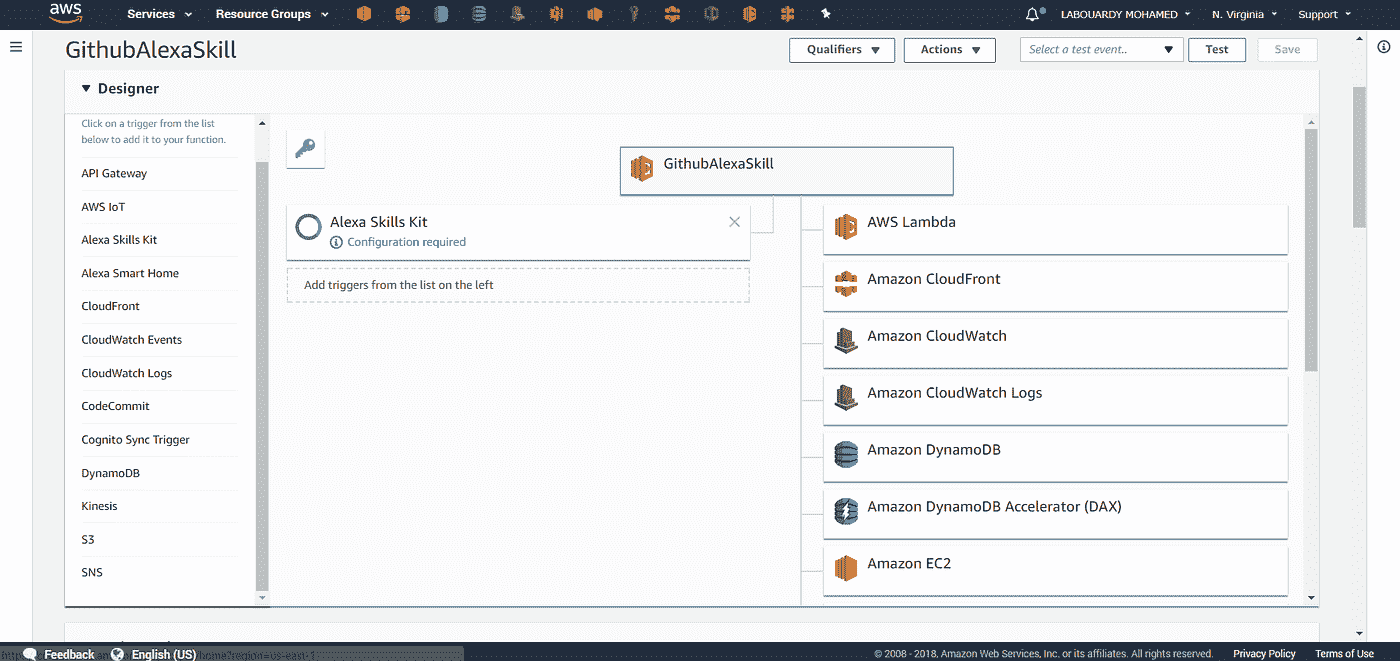 aws
Services
Resource Groups
LABOUARDY MOHAMED
N. Virginia
Support
GithubAlexaSkill
Qualifiers
Actions
Select a test event..
Test
Save
Designer
Click on a trigger from the list
below to add it to your function.
API Gateway
AWS IoT
Alexa Skills Kit
Alexa Smart Home
CloudFront
CloudWatch Events
CloudWatch Logs
CodeCommit
Cognito Sync Trigger
DynamoDB
Kinesis
S3
SNS
GithubAlexaSkill
Alexa Skills Kit
Configuration required
Add triggers from the list on the left
AWS Lambda
Amazon CloudFront
Amazon CloudWatch
Amazon CloudWatch Logs
Amazon DynamoDB
Amazon DynamoDB Accelerator (DAX)
Amazon EC2
Feedback
English (US)
/home?region=us-east-1
© 2008 - 2018, Amazon Web Services, Inc. or its affiliates. All rights reserved.
Privacy Policy
Terms of Use